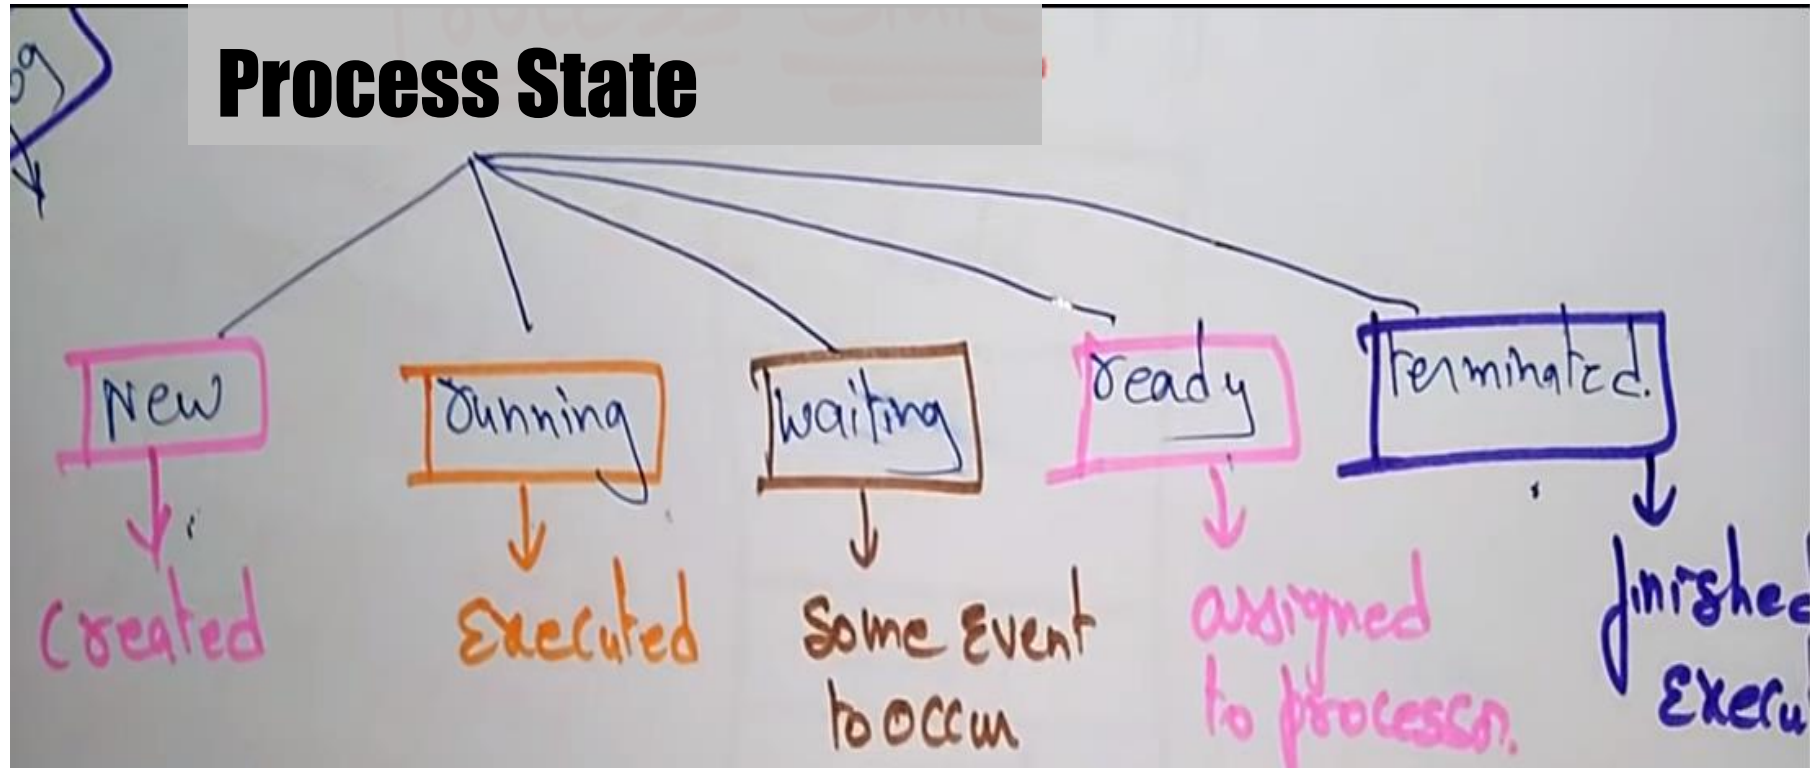 Process State
New
running
waiting
ready
terminated.
Created
Executed
Some Event
to occur
assigned
to processor.
finished
Execu